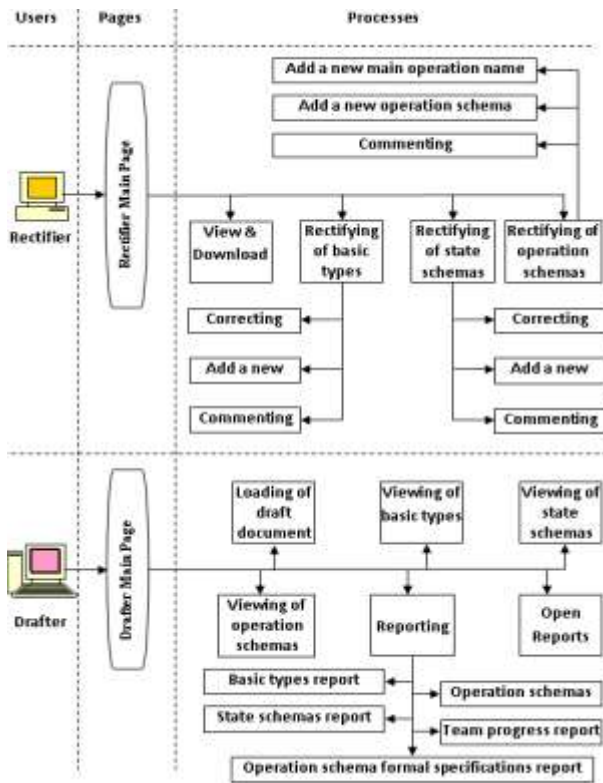 Users
Pages
Processes
Add a new main operation name
Add a new operation schema
Commenting
Rectifier
Rectifier Main Page
View &
Download
Rectifying
of basic
types
Rectifying
of state
schemas
Rectifying of
operation
schemas
Correcting
Add a new
Commenting
Correcting
Add a new
Commenting
Drafter
Drafter Main Page
Loading of
draft
document
Viewing of
basic types
Viewing of
state
schemas
Viewing of
operation
schemas
Reporting
Open
Reports
Basic types report
Operation schemas
State schemas report
Team progress report
Operation schema formal specifications report